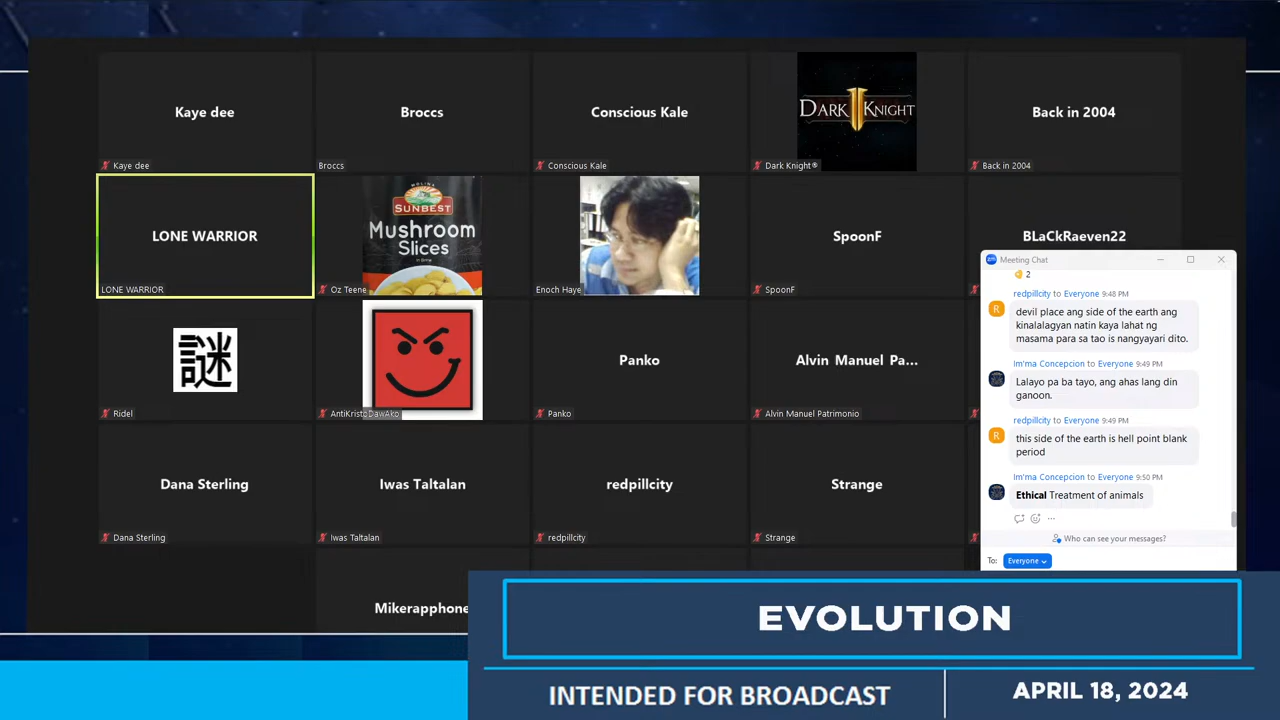 Kaye dee
Kaye dee
Broccs
Broccs
Conscious Kale
Conscious Kale
DARK II KNIGHT
Dark Knight®
Back in 2004
Back in 2004
LONE WARRIOR
LONE WARRIOR
MOLINA
SUNBEST
Mushroom
Slices
Oz Teene
Enoch Haye
SpoonF
SpoonF
BLaCkRaeven22
謎
Ridel
AntiKristoDawAko
Panko
Panko
Alvin Manuel Pa...
Alvin Manuel Patrimonio
Dana Sterling
Dana Sterling
Iwas Taltalan
Iwas Taltalan
redpillcity
redpillcity
Strange
Strange
Mikerapphone
Meeting Chat
2
redpillcity to Everyone 9:48 PM
R
devil place ang side of the earth ang
kinalalagyan natin kaya lahat ng
masama para sa tao is nangyayari dito.
Im'ma Concepcion to Everyone 9:49 PM
Lalayo pa ba tayo, ang ahas lang din
ganoon.
redpillcity to Everyone 9:49 PM
R
this side of the earth is hell point blank
period
Im'ma Concepcion to Everyone 9:50 PM
Ethical Treatment of animals
Who can see your messages?
To: Everyone
EVOLUTION
INTENDED FOR BROADCAST
APRIL 18, 2024